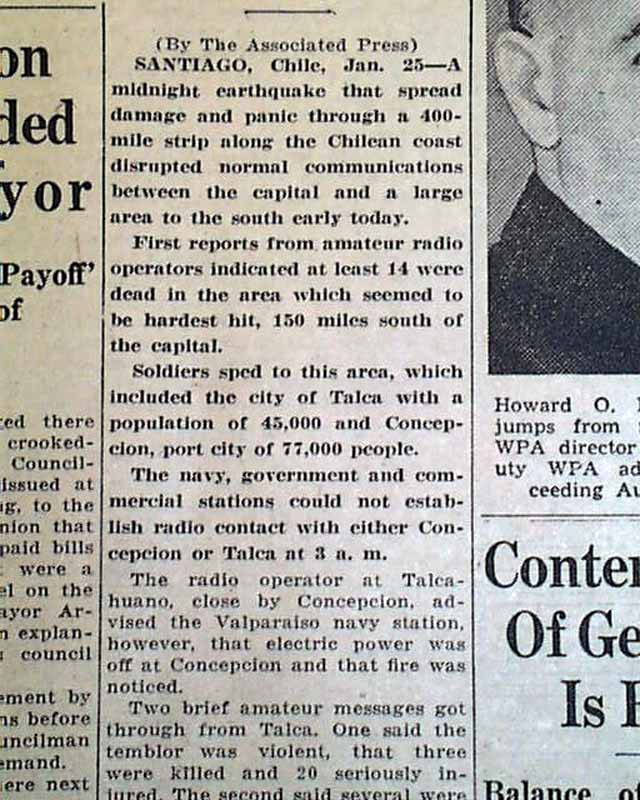 on
ded
yor
Payoff'
of
ted there
crooked-
Council-
issued at
ig, to the
nion that
paid bills
were a
el on the
ayor Ar-
n explan-
council
ement by
ns before
uncilman
emand.
ere next
(By The Associated Press)
SANTIAGO, Chile, Jan. 25—A
midnight earthquake that spread
damage and panic through a 400-
mile strip along the Chilean coast
disrupted normal communications
between the capital and a large
area to the south early today.
First reports from amateur radio
operators indicated at least 14 were
dead in the area which seemed to
be hardest hit, 150 miles south of
the capital.
Soldiers sped to this area, which
included the city of Talca with a
population of 45,000 and Concep-
cion, port city of 77,000 people.
The navy, government and com-
mercial stations could not estab-
lish radio contact with either Con-
cepcion or Talca at 3 a. m.
The radio operator at Talca-
huano, close by Concepcion, ad-
vised the Valparaiso navy station,
however, that electric power was
off at Concepcion and that fire was
noticed.
Two brief amateur messages got
through from Talca. One said the
temblor was violent, that three
were killed and 20 seriously in-
jured. The second said several were
Howard O.
jumps from
WPA director
uty WPA ad
ceeding Au
Conte
Of Ge
Is
Balance o